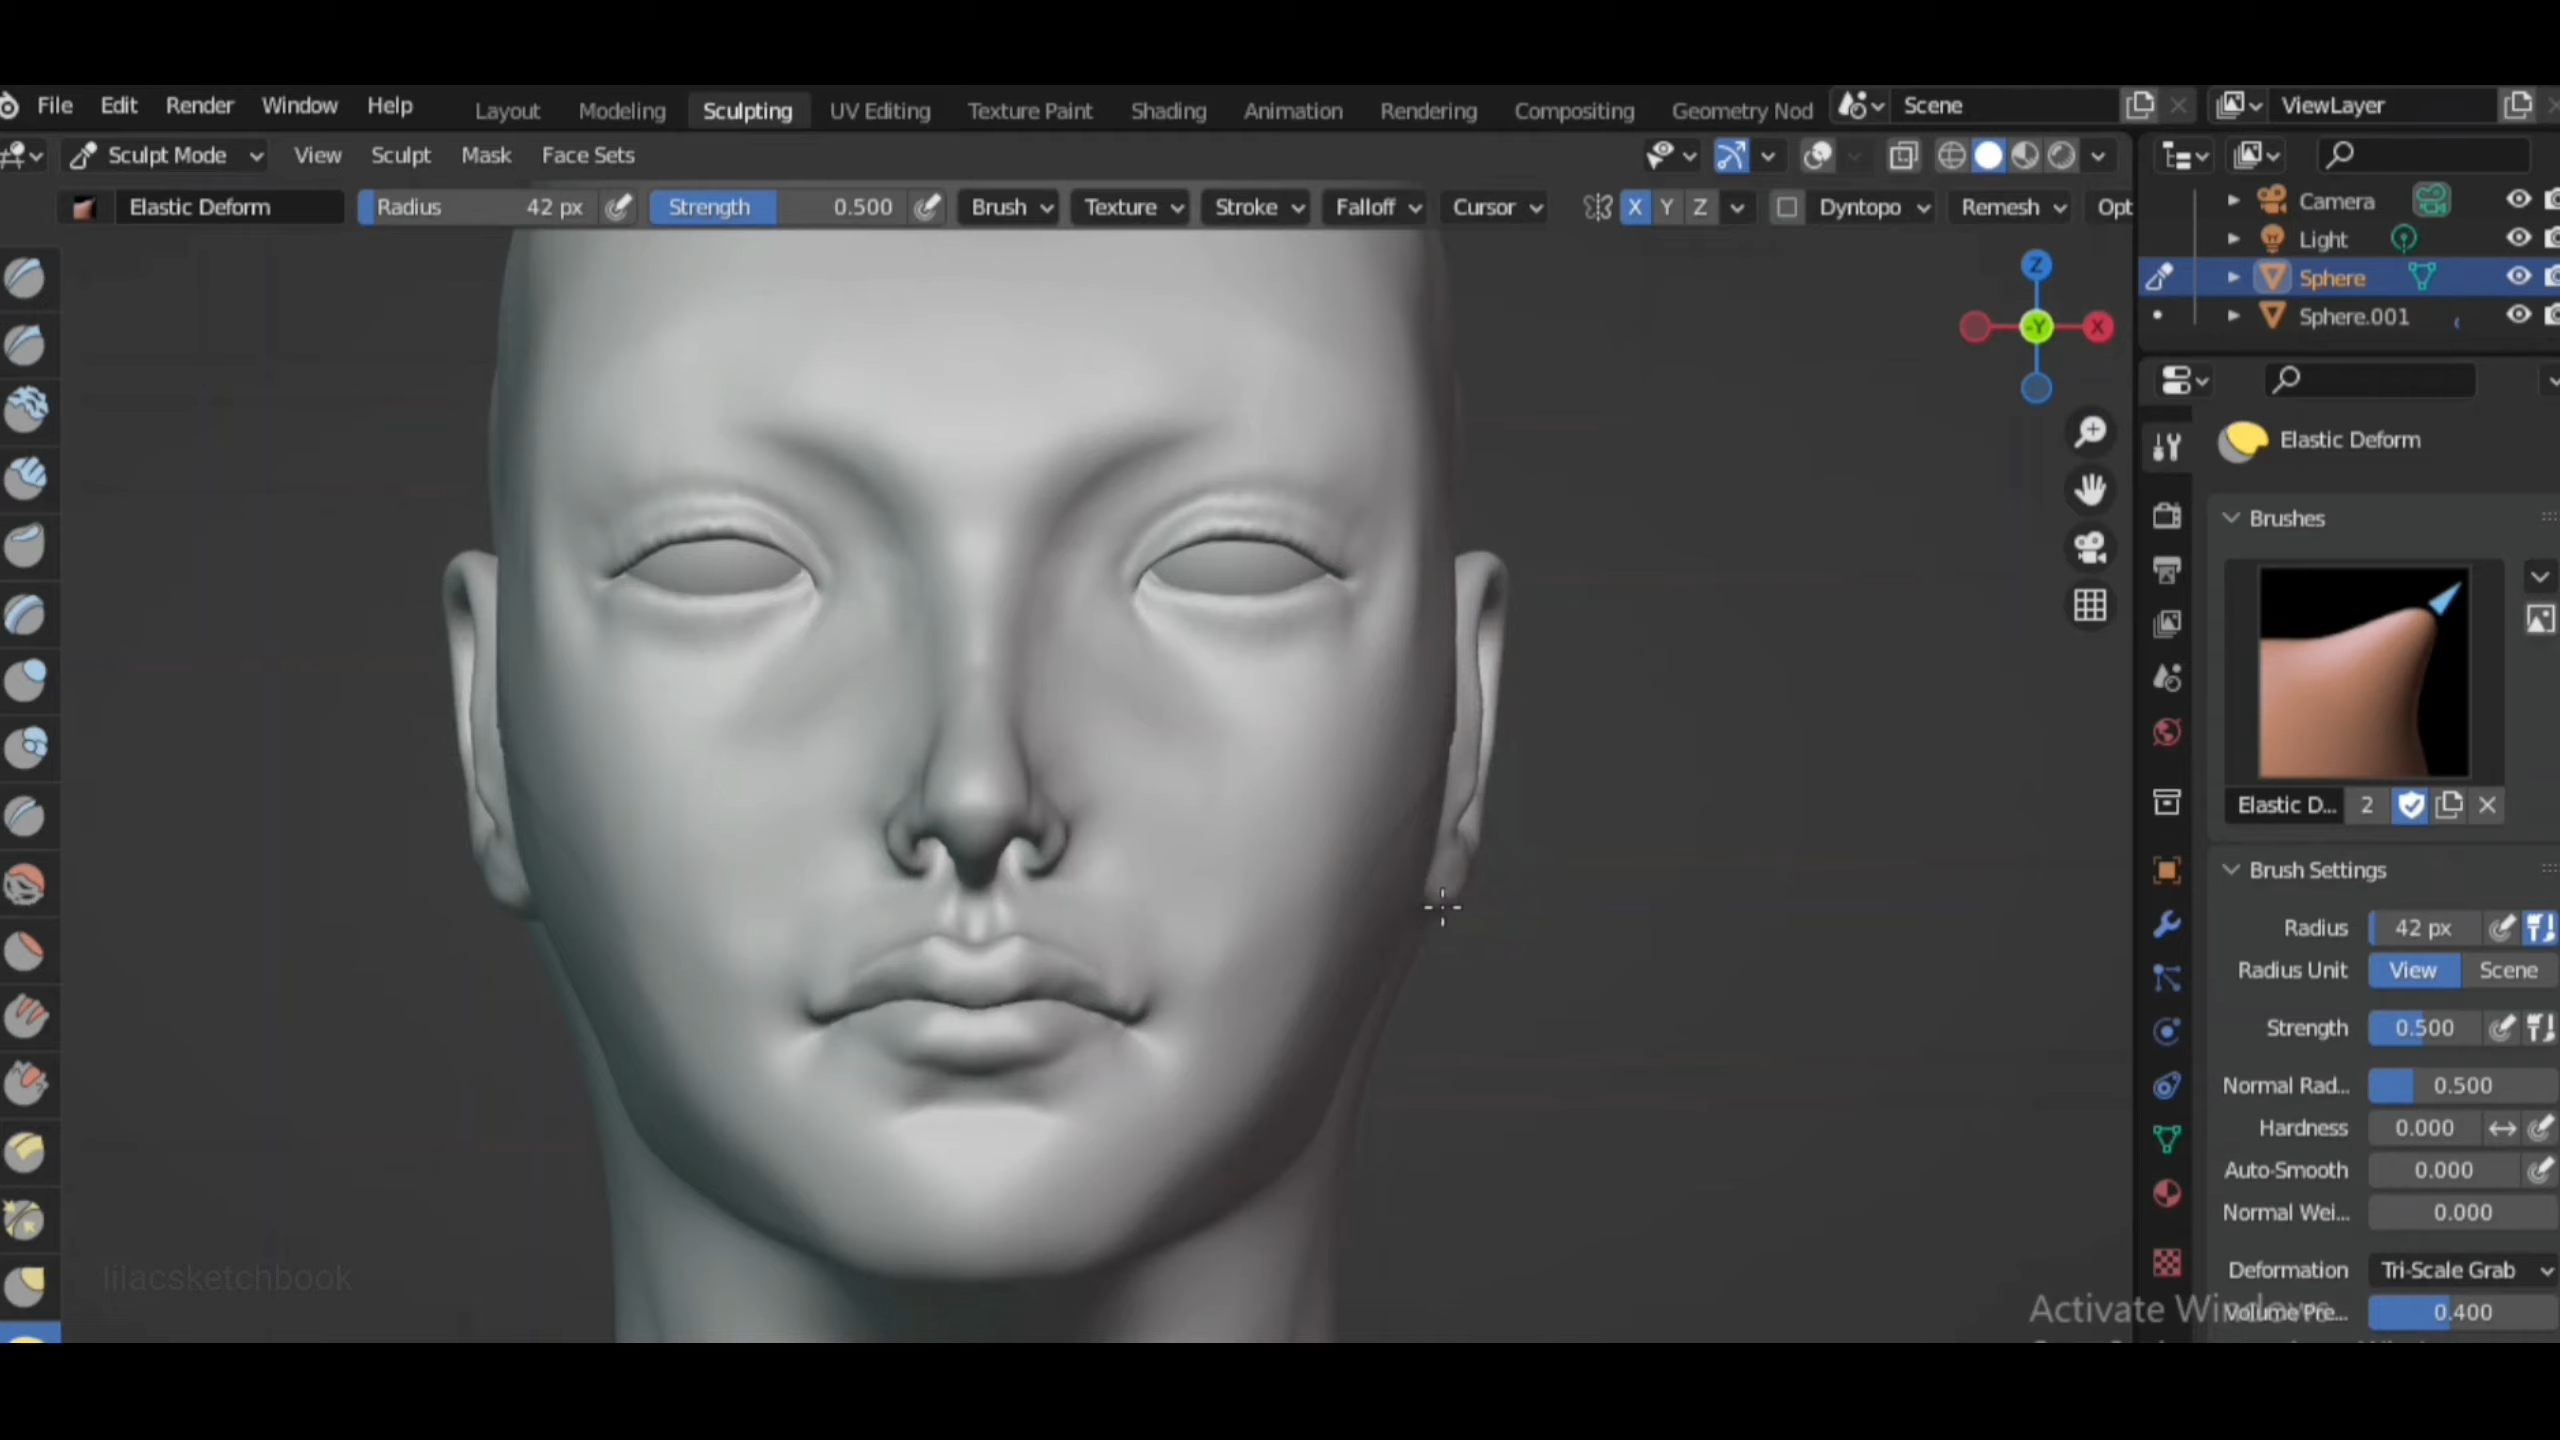 File Edit Render Window Help Layout Modeling Sculpting UV Editing Texture Paint Shading Animation Rendering Compositing Geometry Nod Scene ViewLayer
Sculpt Mode View Sculpt Mask Face Sets
Elastic Deform Radius 42 px Strength 0.500 Brush Texture Stroke Falloff Cursor X Y Z Dyntopo Remesh Opt
Camera
Light
Sphere
Sphere.001
Z
-Y X
Elastic Deform
Brushes
Elastic D... 2
Brush Settings
Radius 42 px
Radius Unit View Scene
Strength 0.500
Normal Rad... 0.500
Hardness 0.000
Auto-Smooth 0.000
Normal Wei... 0.000
Deformation Tri-Scale Grab
Volume Pre... 0.400
lilacsketchbook
Activate Windows